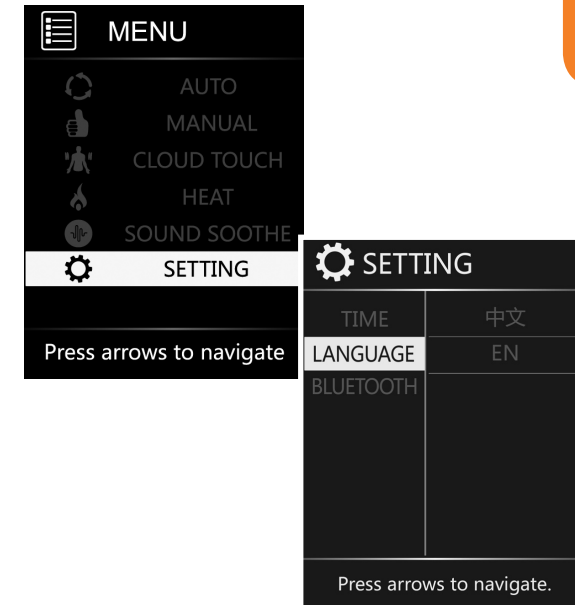 MENU
AUTO
MANUAL
CLOUD TOUCH
HEAT
SOUND SOOTHE
SETTING
Press arrows to navigate
SETTING
TIME
中文
LANGUAGE
EN
BLUETOOTH
Press arrows to navigate.